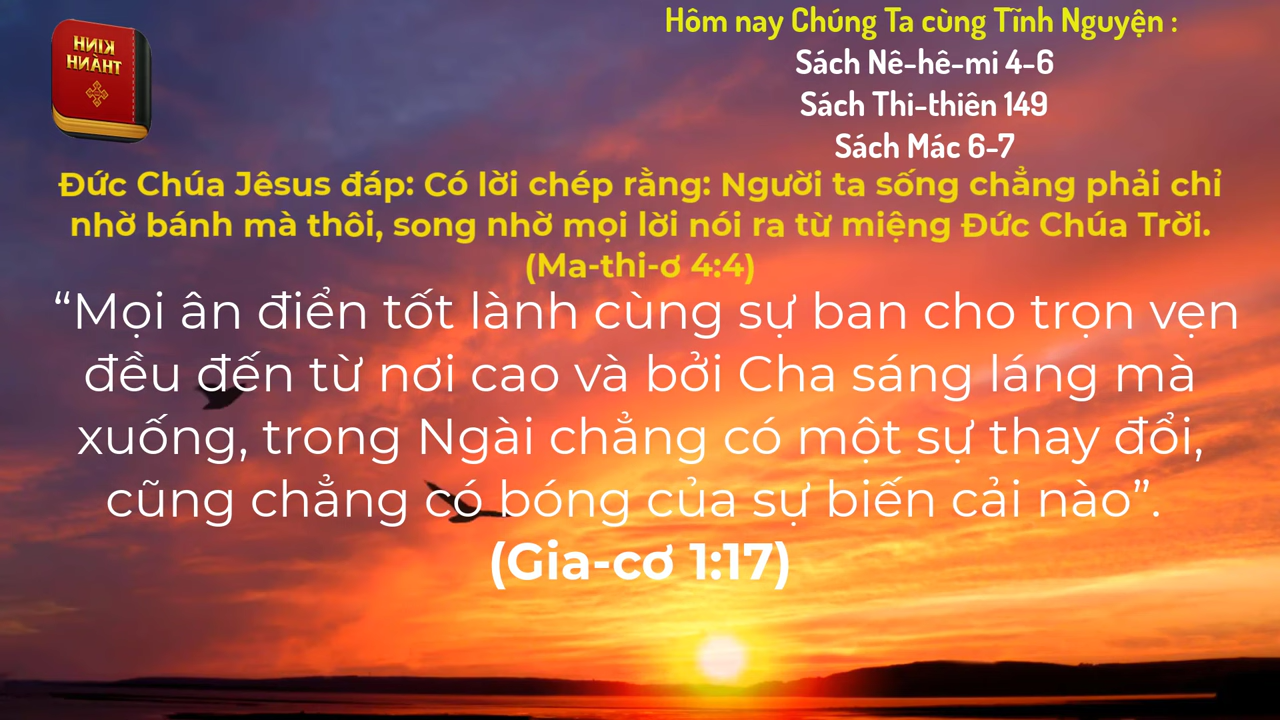 KINH
THÁNH
Hôm nay Chúng Ta cùng Tĩnh Nguyện :
Sách Nê-hê-mi 4-6
Sách Thi-thiên 149
Sách Mác 6-7
Đức Chúa Jêsus đáp: Có lời chép rằng: Người ta sống chẳng phải chỉ
nhờ bánh mà thôi, song nhờ mọi lời nói ra từ miệng Đức Chúa Trời.
(Ma-thi-ơ 4:4)
“Mọi ân điển tốt lành cùng sự ban cho trọn vẹn
đều đến từ nơi cao và bởi Cha sáng láng mà
xuống, trong Ngài chẳng có một sự thay đổi,
cũng chẳng có bóng của sự biến cải nào”.
(Gia-cơ 1:17)